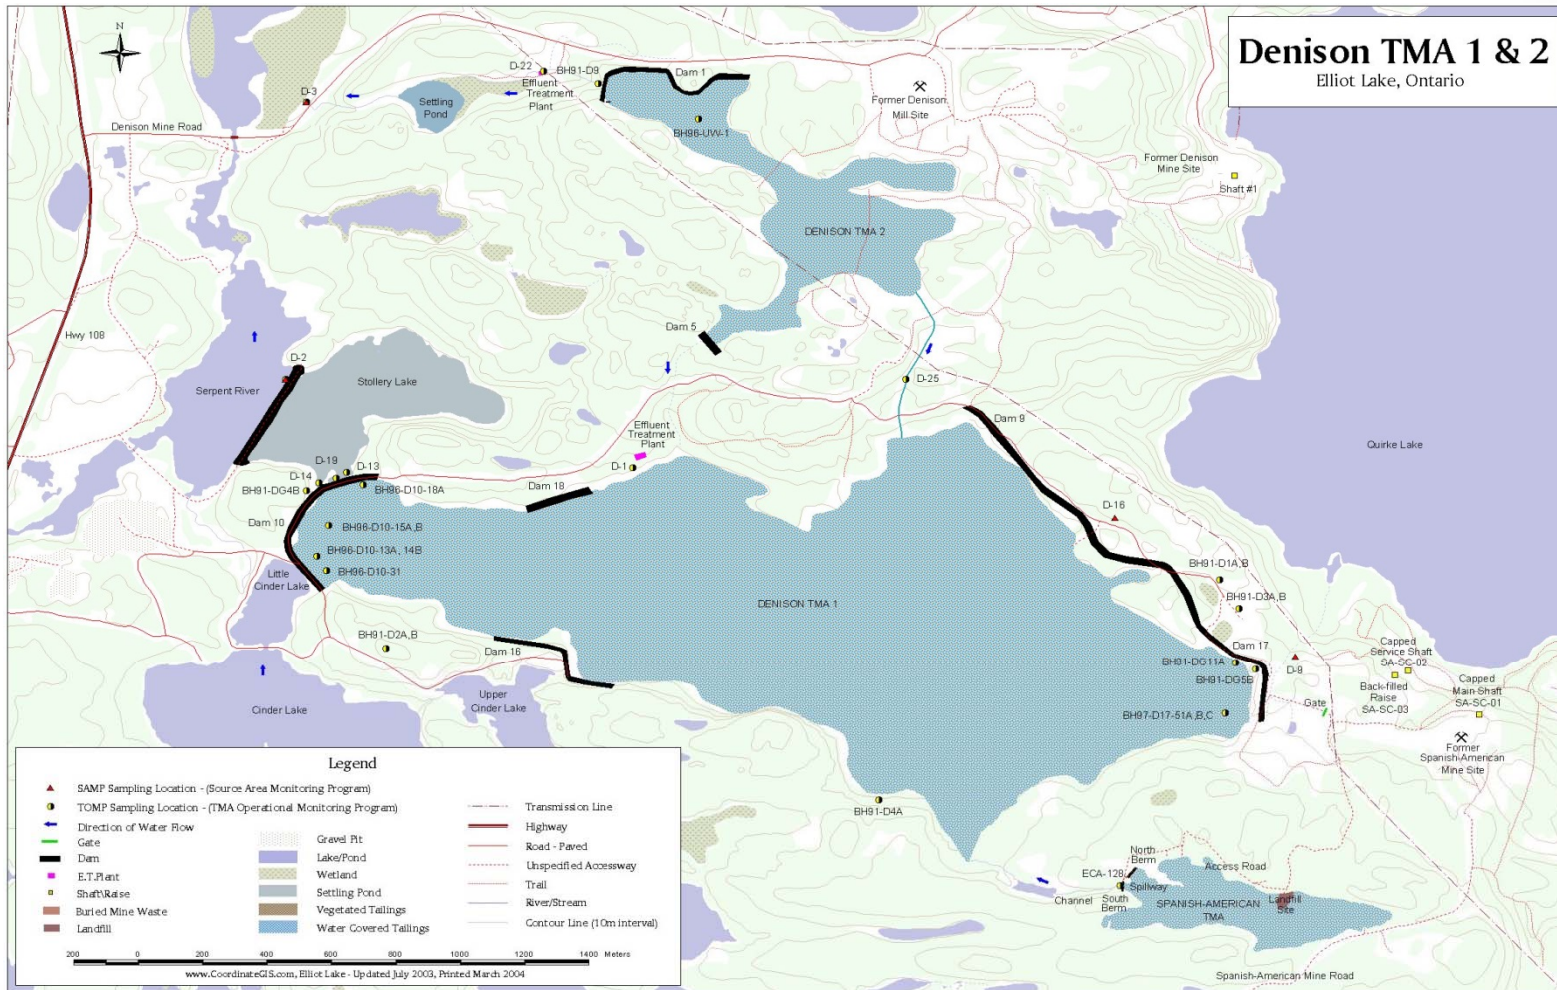 Denison TMA 1 & 2
Elliot Lake, Ontario
N
D-22
BH91-D9
Dam 1
Effluent
Treatment
Plant
D-3
Settling
Pond
Denison Mine Road
BH96-UW-1
Former Denison
Mill Site
Former Denison
Mine Site
Shaft #1
DENISON TMA 2
Hwy 108
Dam 5
D-2
Stollery Lake
Serpent River
D-25
Dam 9
Quirke Lake
Effluent
Treatment
Plant
D-1
D-19
D-13
D-14
BH91-DG4B
BH96-D10-18A
Dam 18
Dam 10
BH96-D10-15A,B
BH96-D10-13A, 14B
BH96-D10-31
D-16
Little
Cinder Lake
BH91-D1A,B
BH91-D3A,B
DENISON TMA 1
BH91-D2A,B
Dam 16
Dam 17
BH91-DG11A
BH91-DG5B
D-9
Capped
Service Shaft
SA-SC-02
Back-filled
Raise
SA-SC-03
Capped
Main Shaft
SA-SC-01
Gate
Upper
Cinder Lake
Cinder Lake
BH97-D17-51A,B,C
Former
Spanish-American
Mine Site
BH91-D4A
North
Berm
Access Road
ECA-128
Spillway
Channel
South
Berm
SPANISH-AMERICAN
TMA
Landfill
Site
Spanish-American Mine Road
Legend
SAMP Sampling Location - (Source Area Monitoring Program)
TOMP Sampling Location - (TMA Operational Monitoring Program)
Direction of Water Flow
Gate
Dam
E.T.Plant
Shaft\Raise
Buried Mine Waste
Landfill
Gravel Pit
Lake/Pond
Wetland
Settling Pond
Vegetated Tailings
Water Covered Tailings
Transmission Line
Highway
Road - Paved
Unspecified Accessway
Trail
River/Stream
Contour Line (10m interval)
200 0 200 400 600 800 1000 1200 1400 Meters
www.CoordinateGIS.com, Elliot Lake - Updated July 2003, Printed March 2004